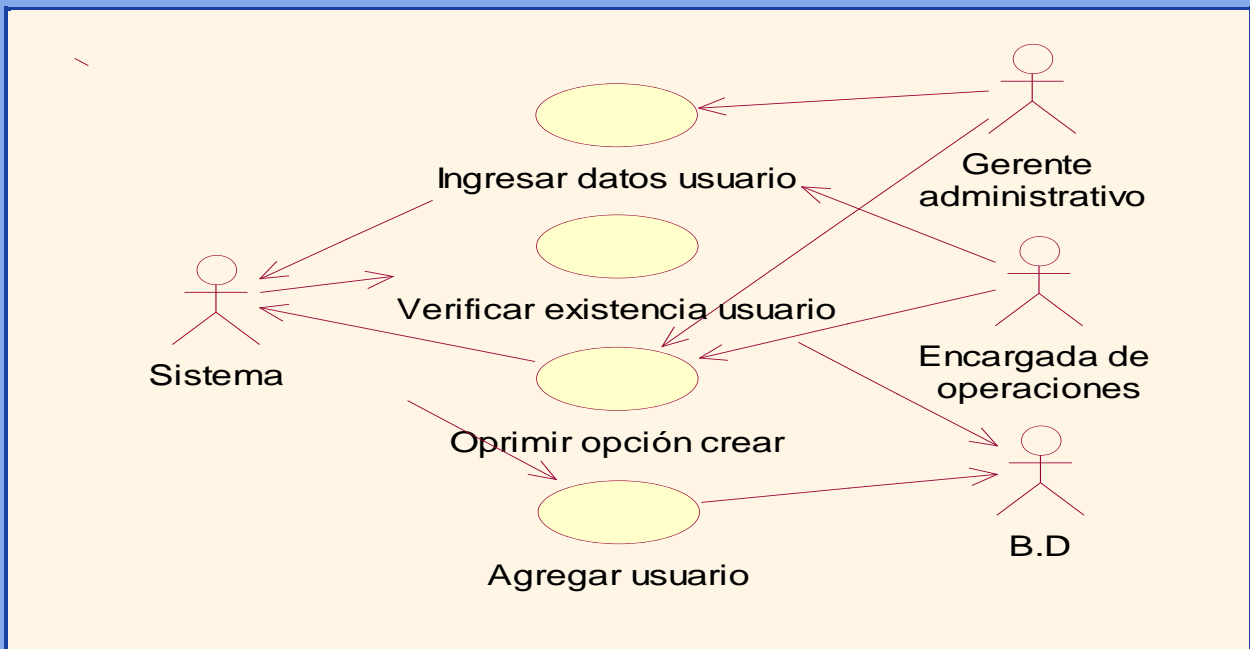 Ingresar datos usuario
Gerente
administrativo
Verificar existencia usuario
Sistema
Encargada de
operaciones
Oprimir opción crear
B.D
Agregar usuario